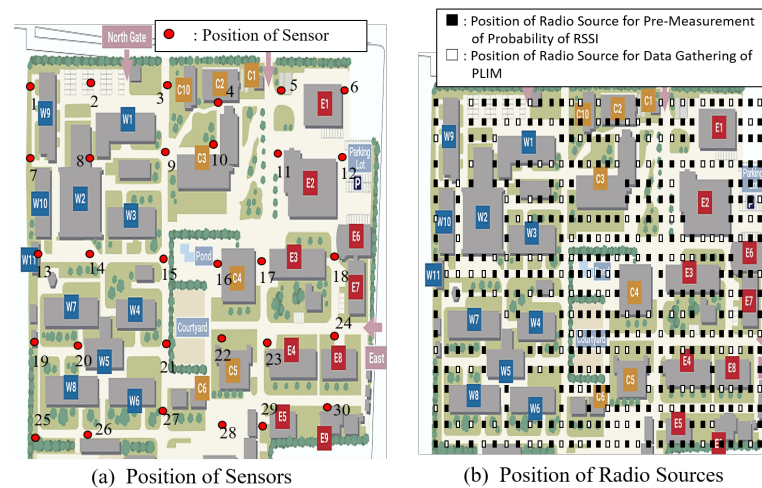 North Gate
: Position of Sensor
C1
C2
C10
3
4
5
6
1
2
W9
E1
W1
7
8
9
10
C3
11
12
Parking
Lot
P
E2
W10
W2
W3
E6
W11
13
14
15
Pond
16
C4
17
E3
18
E7
W7
W4
Courtyard
24
East
19
20
W5
21
22
23
E4
E8
C5
W8
W6
C6
25
26
27
28
29
E5
30
E9
(a) Position of Sensors
: Position of Radio Source for Pre-Measurement
of Probability of RSSI
: Position of Radio Source for Data Gathering of
PLIM
C1
C2
C10
W9
W1
E1
C3
Parking
W10
W2
E2
W3
E6
W11
E3
C4
E7
W7
W4
Courtyard
W5
E4
E8
C5
W8
W6
C6
E5
(b) Position of Radio Sources